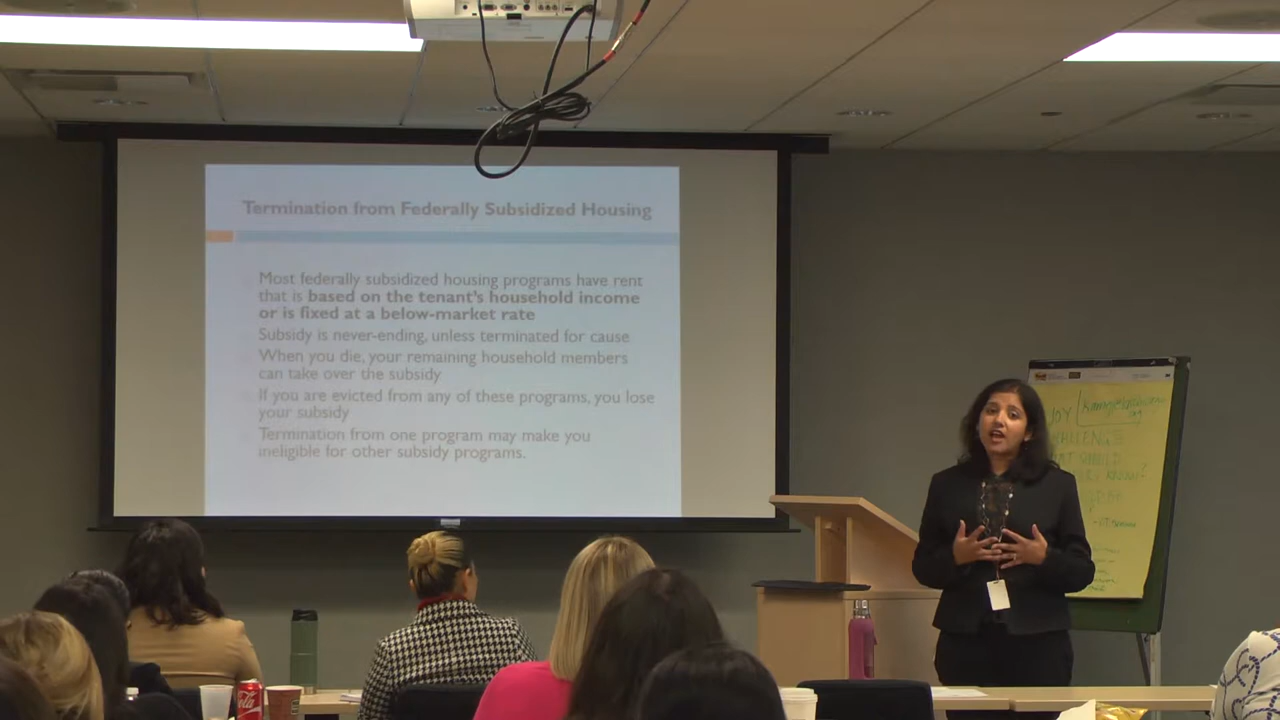 Termination from Federally Subsidized Housing
Most federally subsidized housing programs have rent
that is based on the tenant's household income
or is fixed at a below-market rate
Subsidy is never-ending, unless terminated for cause
When you die, your remaining household members
can take over the subsidy
If you are evicted from any of these programs, you lose
your subsidy
Termination from one program may make you
ineligible for other subsidy programs.